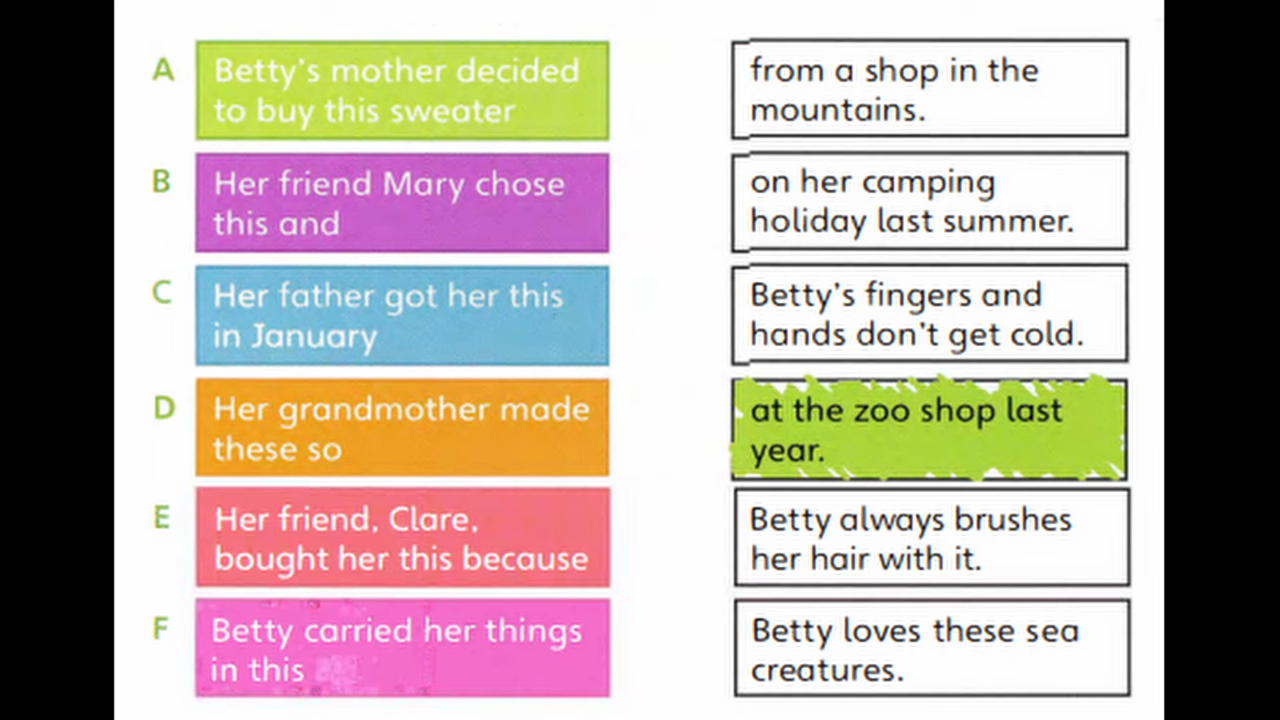 A
Betty's mother decided
to buy this sweater
from a shop in the
mountains.
B
Her friend Mary chose
this and
on her camping
holiday last summer.
C
Her father got her this
in January
Betty's fingers and
hands don't get cold.
D
Her grandmother made
these so
at the zoo shop last
year.
E
Her friend, Clare,
bought her this because
Betty always brushes
her hair with it.
F
Betty carried her things
in this
Betty loves these sea
creatures.